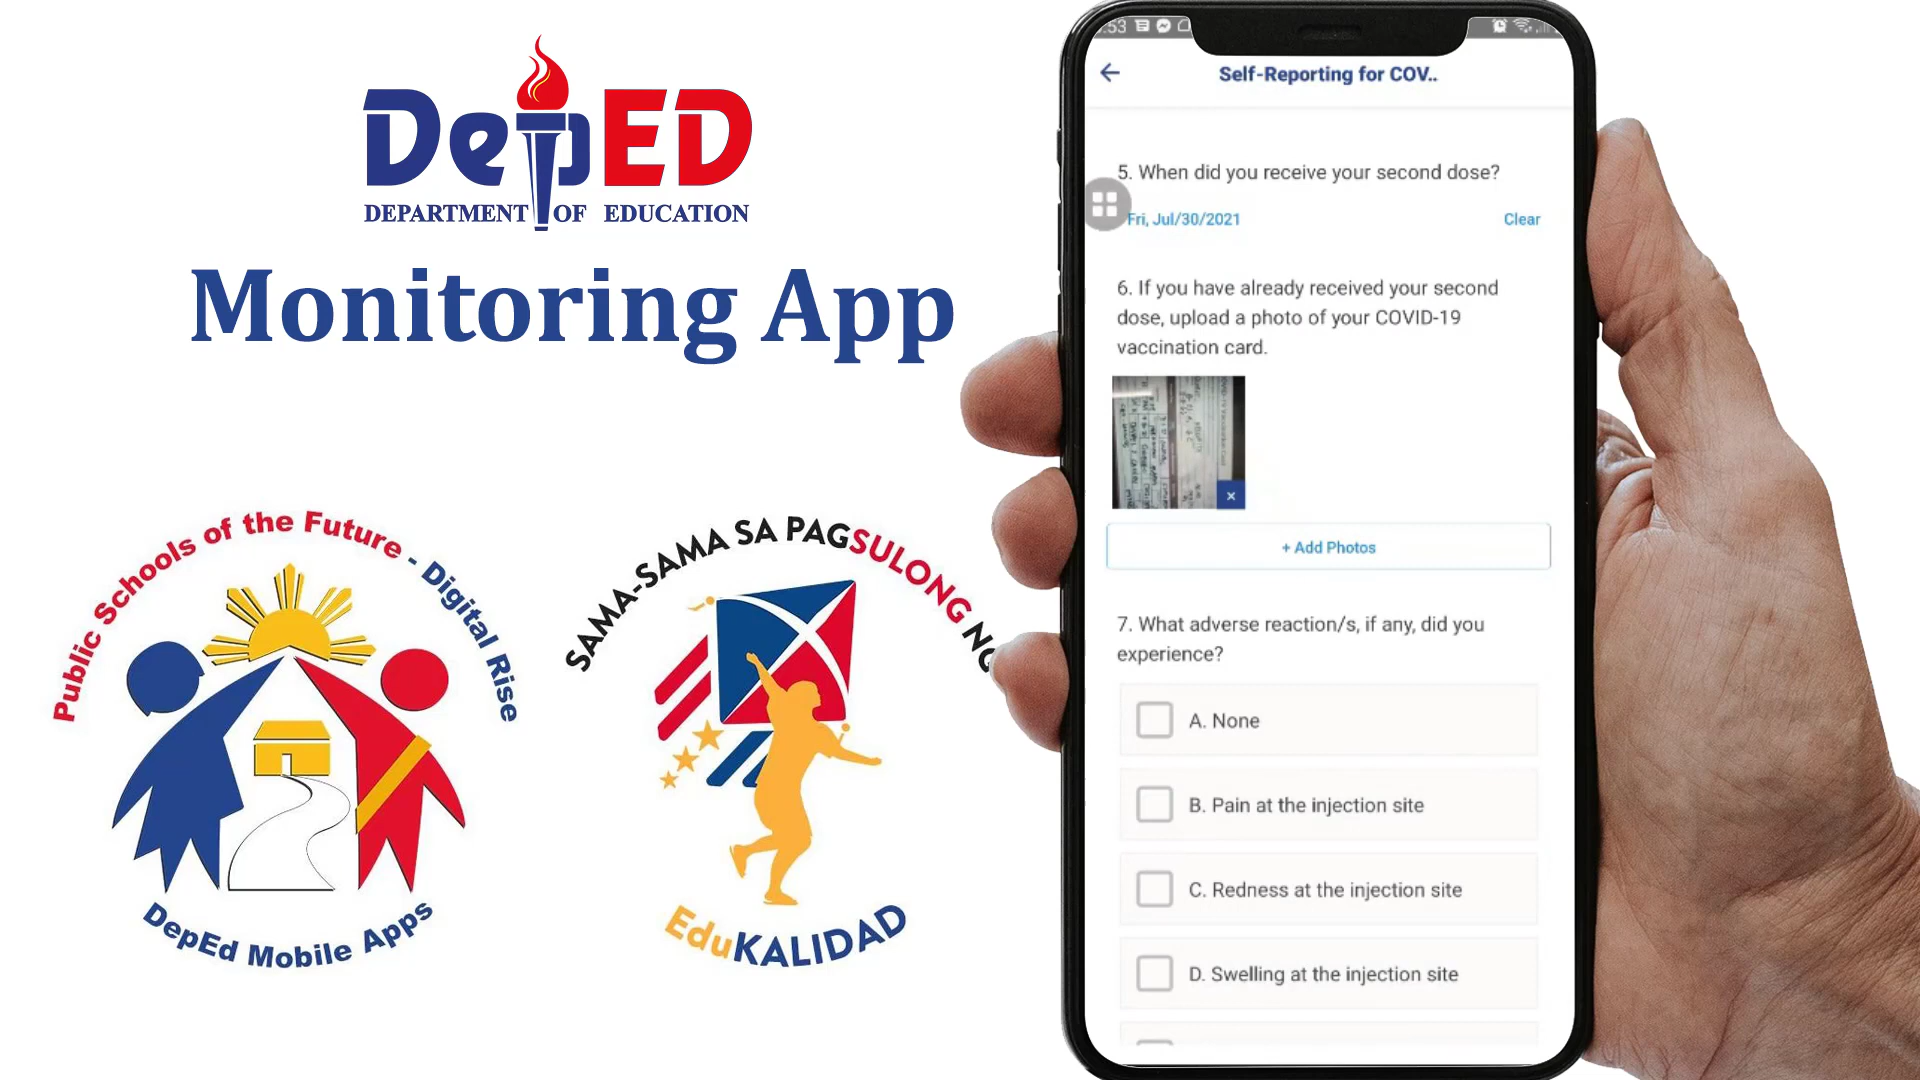 DepED
DEPARTMENT OF EDUCATION
Monitoring App
Public Schools of the Future - Digital Rise
DepEd Mobile Apps
SAMA-SAMA SA PAGSULONG NG
EduKALIDAD
:53
Self-Reporting for COV..
5. When did you receive your second dose?
Fri, Jul/30/2021
Clear
6. If you have already received your second
dose, upload a photo of your COVID-19
vaccination card.
+ Add Photos
7. What adverse reaction/s, if any, did you
experience?
A. None
B. Pain at the injection site
C. Redness at the injection site
D. Swelling at the injection site